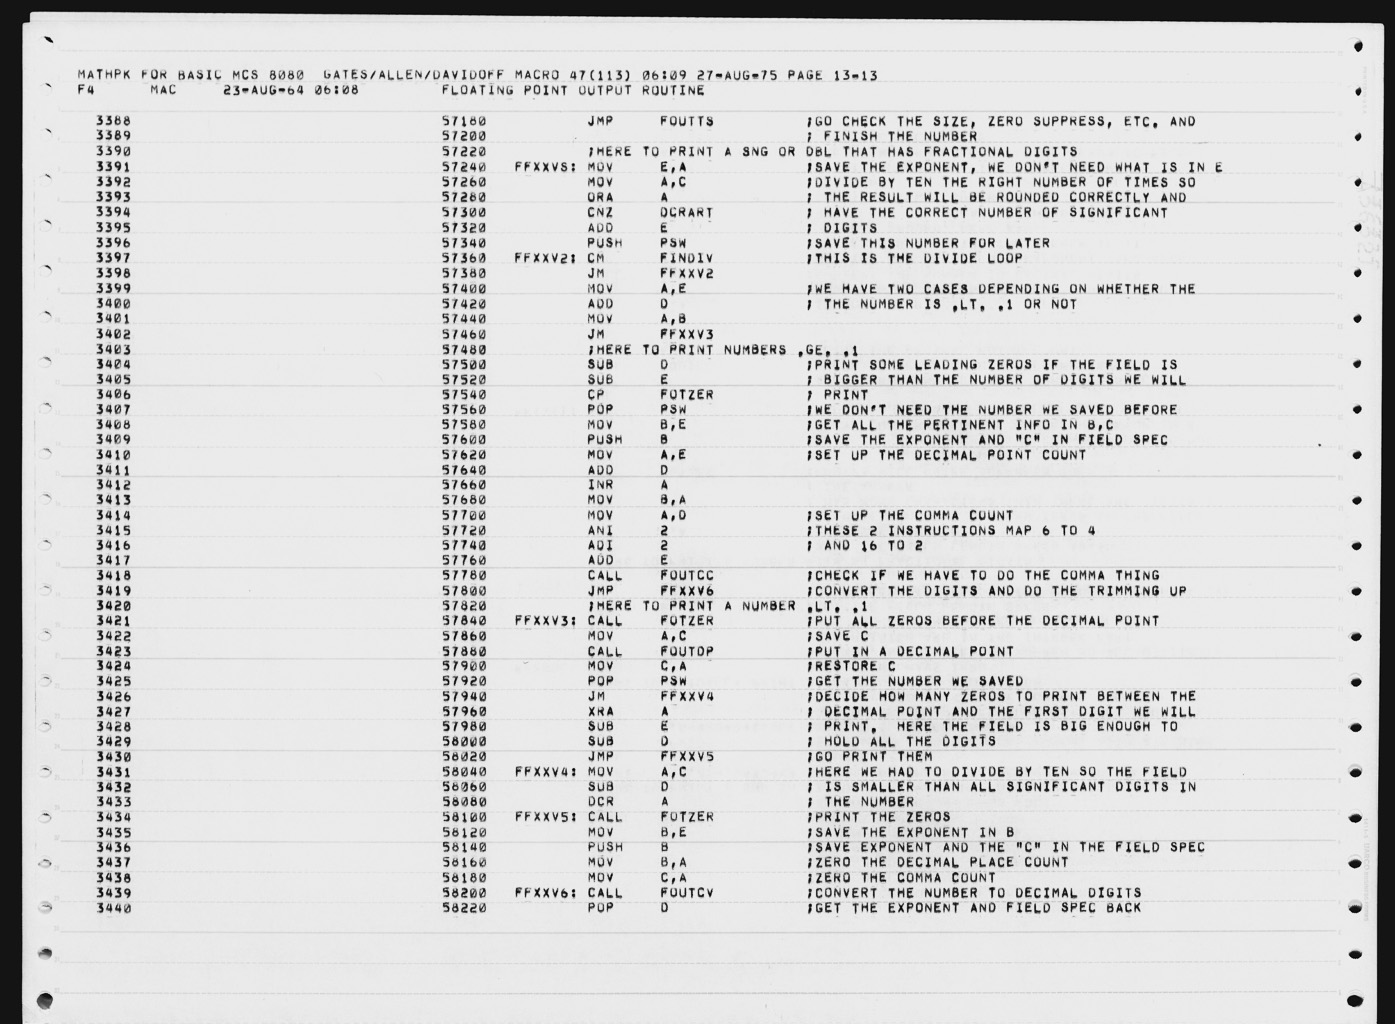 MATHPK FOR BASIC MCS 8080  GATES/ALLEN/DAVIDOFF MACRO 47(113) 06:09 27-AUG-75 PAGE 13-13
F4      MAC     23-AUG-64 06:08         FLOATING POINT OUTPUT ROUTINE
3388 57180 JMP FOUTTS ;GO CHECK THE SIZE, ZERO SUPPRESS, ETC. AND
3389 57200 ; FINISH THE NUMBER
3390 57220 ;HERE TO PRINT A SNG OR DBL THAT HAS FRACTIONAL DIGITS
3391 57240 FFXXVS: MOV E,A ;SAVE THE EXPONENT, WE DON'T NEED WHAT IS IN E
3392 57260 MOV A,C ;DIVIDE BY TEN THE RIGHT NUMBER OF TIMES SO
3393 57280 ORA A ; THE RESULT WILL BE ROUNDED CORRECTLY AND
3394 57300 CNZ DCRART ; HAVE THE CORRECT NUMBER OF SIGNIFICANT
3395 57320 ADD E ; DIGITS
3396 57340 PUSH PSW ;SAVE THIS NUMBER FOR LATER
3397 57360 FFXXV2: CM FINDIV ;THIS IS THE DIVIDE LOOP
3398 57380 JM FFXXV2
3399 57400 MOV A,E ;WE HAVE TWO CASES DEPENDING ON WHETHER THE
3400 57420 ADD D ; THE NUMBER IS .LT. .1 OR NOT
3401 57440 MOV A,B
3402 57460 JM FFXXV3
3403 57480 ;HERE TO PRINT NUMBERS .GE. .1
3404 57500 SUB D ;PRINT SOME LEADING ZEROS IF THE FIELD IS
3405 57520 SUB E ; BIGGER THAN THE NUMBER OF DIGITS WE WILL
3406 57540 CP FOTZER ; PRINT
3407 57560 POP PSW ;WE DON'T NEED THE NUMBER WE SAVED BEFORE
3408 57580 MOV B,E ;GET ALL THE PERTINENT INFO IN B,C
3409 57600 PUSH B ;SAVE THE EXPONENT AND "C" IN FIELD SPEC
3410 57620 MOV A,E ;SET UP THE DECIMAL POINT COUNT
3411 57640 ADD D
3412 57660 INR A
3413 57680 MOV B,A
3414 57700 MOV A,D ;SET UP THE COMMA COUNT
3415 57720 ANI 2 ;THESE 2 INSTRUCTIONS MAP 6 TO 4
3416 57740 ADI 2 ; AND 16 TO 2
3417 57760 ADD E
3418 57780 CALL FOUTCC ;CHECK IF WE HAVE TO DO THE COMMA THING
3419 57800 JMP FFXXV6 ;CONVERT THE DIGITS AND DO THE TRIMMING UP
3420 57820 ;HERE TO PRINT A NUMBER .LT. .1
3421 57840 FFXXV3: CALL FOTZER ;PUT ALL ZEROS BEFORE THE DECIMAL POINT
3422 57860 MOV A,C ;SAVE C
3423 57880 CALL FOUTDP ;PUT IN A DECIMAL POINT
3424 57900 MOV C,A ;RESTORE C
3425 57920 POP PSW ;GET THE NUMBER WE SAVED
3426 57940 JM FFXXV4 ;DECIDE HOW MANY ZEROS TO PRINT BETWEEN THE
3427 57960 XRA A ; DECIMAL POINT AND THE FIRST DIGIT WE WILL
3428 57980 SUB E ; PRINT.  HERE THE FIELD IS BIG ENOUGH TO
3429 58000 SUB D ; HOLD ALL THE DIGITS
3430 58020 JMP FFXXV5 ;GO PRINT THEM
3431 58040 FFXXV4: MOV A,C ;HERE WE HAD TO DIVIDE BY TEN SO THE FIELD
3432 58060 SUB D ; IS SMALLER THAN ALL SIGNIFICANT DIGITS IN
3433 58080 DCR A ; THE NUMBER
3434 58100 FFXXV5: CALL FOTZER ;PRINT THE ZEROS
3435 58120 MOV B,E ;SAVE THE EXPONENT IN B
3436 58140 PUSH B ;SAVE EXPONENT AND THE "C" IN THE FIELD SPEC
3437 58160 MOV B,A ;ZERO THE DECIMAL PLACE COUNT
3438 58180 MOV C,A ;ZERO THE COMMA COUNT
3439 58200 FFXXV6: CALL FOUTCV ;CONVERT THE NUMBER TO DECIMAL DIGITS
3440 58220 POP D ;GET THE EXPONENT AND FIELD SPEC BACK